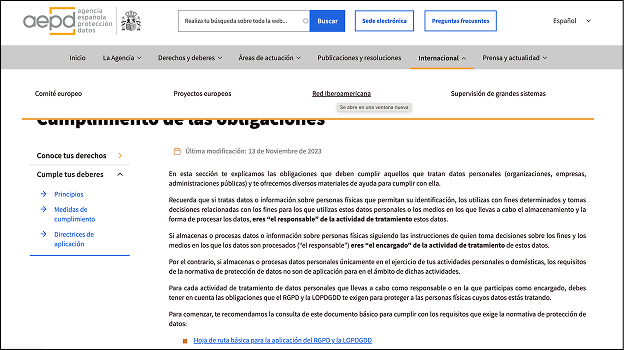 aepd agencia
española
protección
datos
Realiza tu búsqueda sobre toda la web...
Buscar
Sede electrónica
Preguntas frecuentes
Español
Inicio
La Agencia
Derechos y deberes
Áreas de actuación
Publicaciones y resoluciones
Internacional
Prensa y actualidad
Comité europeo
Proyectos europeos
Red Iberoamericana
Supervisión de grandes sistemas
Se abre en una ventana nueva
Cumplimiento de las obligaciones
Conoce tus derechos
Cumple tus deberes
Principios
Medidas de
cumplimiento
Directrices de
aplicación
Última modificación: 13 de Noviembre de 2023
En esta sección te explicamos las obligaciones que deben cumplir aquellos que tratan datos personales (organizaciones, empresas,
administraciones públicas) y te ofrecemos diversos materiales de ayuda para cumplir con ella.
Recuerda que si tratas datos o información sobre personas físicas que permitan su identificación, los utilizas con fines determinados y tomas
decisiones relacionadas con los fines para los que utilizas estos datos personales o los medios en los que llevas a cabo el almacenamiento y la
forma de procesar los datos, eres "el responsable" de la actividad de tratamiento estos datos.
Si almacenas o procesas datos o información sobre personas físicas siguiendo las instrucciones de quien toma decisiones sobre los fines y los
medios en los que los datos son procesados ("el responsable") eres "el encargado" de la actividad de tratamiento de estos datos.
Por el contrario, si almacenas o procesas datos personales únicamente en el ejercicio de tus actividades personales o domésticas, los requisitos
de la normativa de protección de datos no son de aplicación para en el ámbito de dichas actividades.
Para cada actividad de tratamiento de datos personales que llevas a cabo como responsable o en la que participas como encargado, debes
tener en cuenta las obligaciones que el RGPD y la LOPDGDD te exigen para proteger a las personas físicas cuyos datos estás tratando.
Para comenzar, te recomendamos la consulta de este documento básico para cumplir con los requisitos que exige la normativa de protección de
datos:
Hoja de ruta básica para la aplicación del RGPD y la LOPDGDD